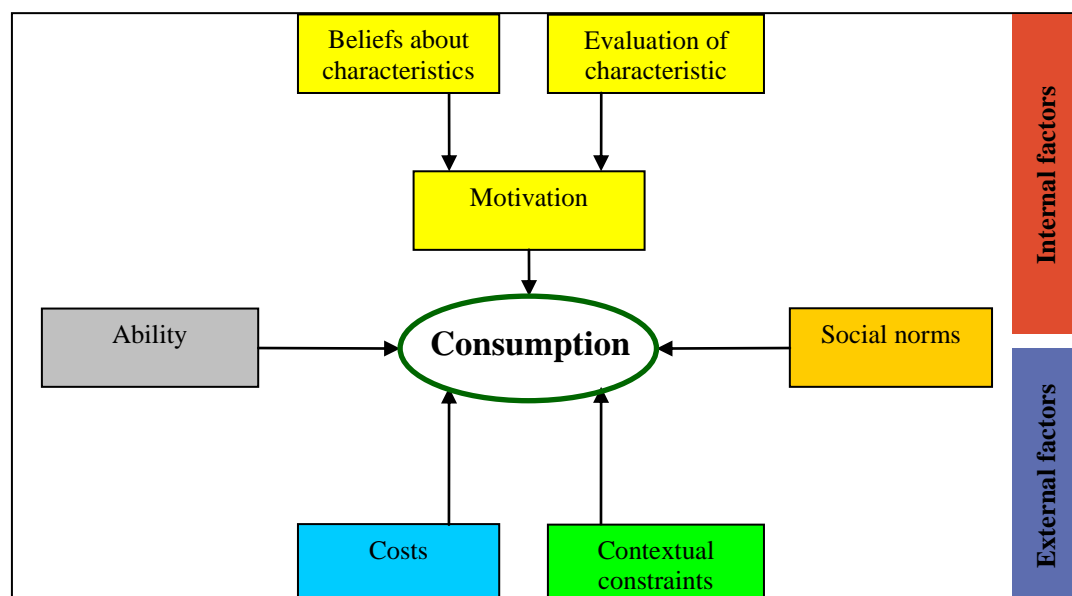 Beliefs about
characteristics
Evaluation of
characteristic
Motivation
Internal factors
Ability
Consumption
Social norms
Costs
Contextual
constraints
External factors